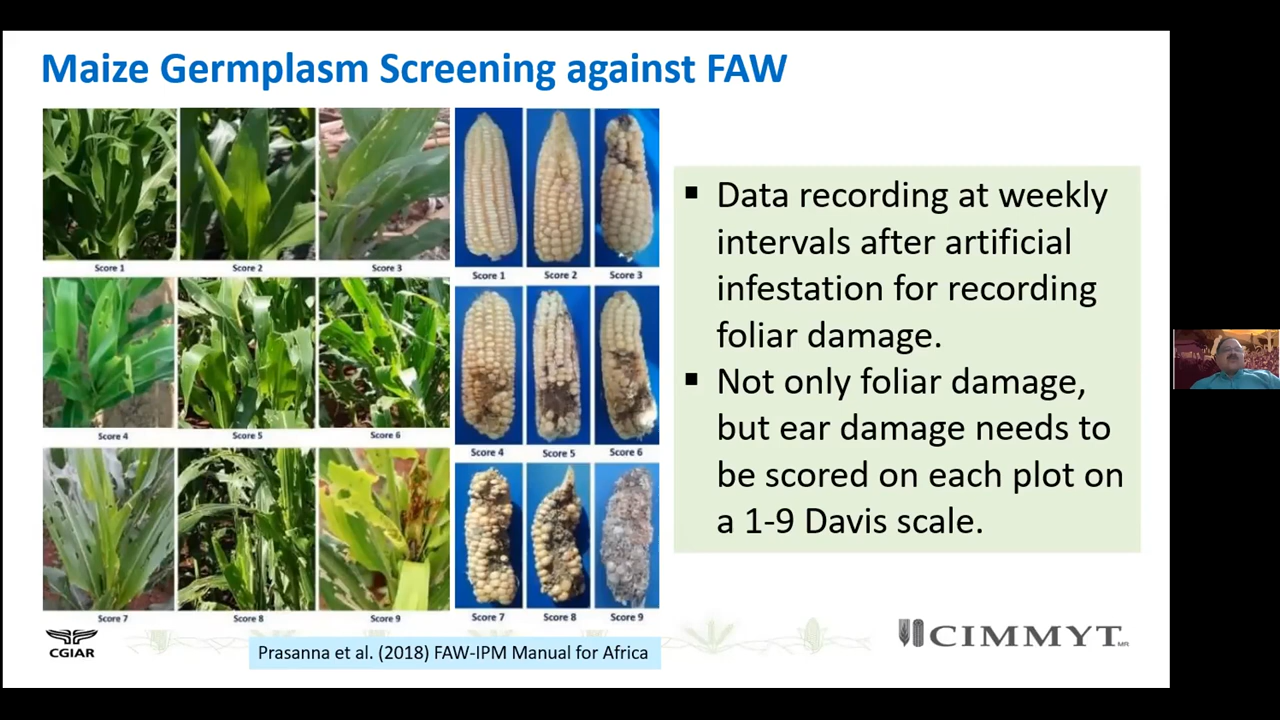 Maize Germplasm Screening against FAW
Score 1
Score 2
Score 3
Score 4
Score 5
Score 6
Score 7
Score 8
Score 9
Score 1
Score 2
Score 3
Score 4
Score 5
Score 6
Score 7
Score 8
Score 9
▪ Data recording at weekly
intervals after artificial
infestation for recording
foliar damage.
▪ Not only foliar damage,
but ear damage needs to
be scored on each plot on
a 1-9 Davis scale.
CGIAR
Prasanna et al. (2018) FAW-IPM Manual for Africa
CIMMYT MR